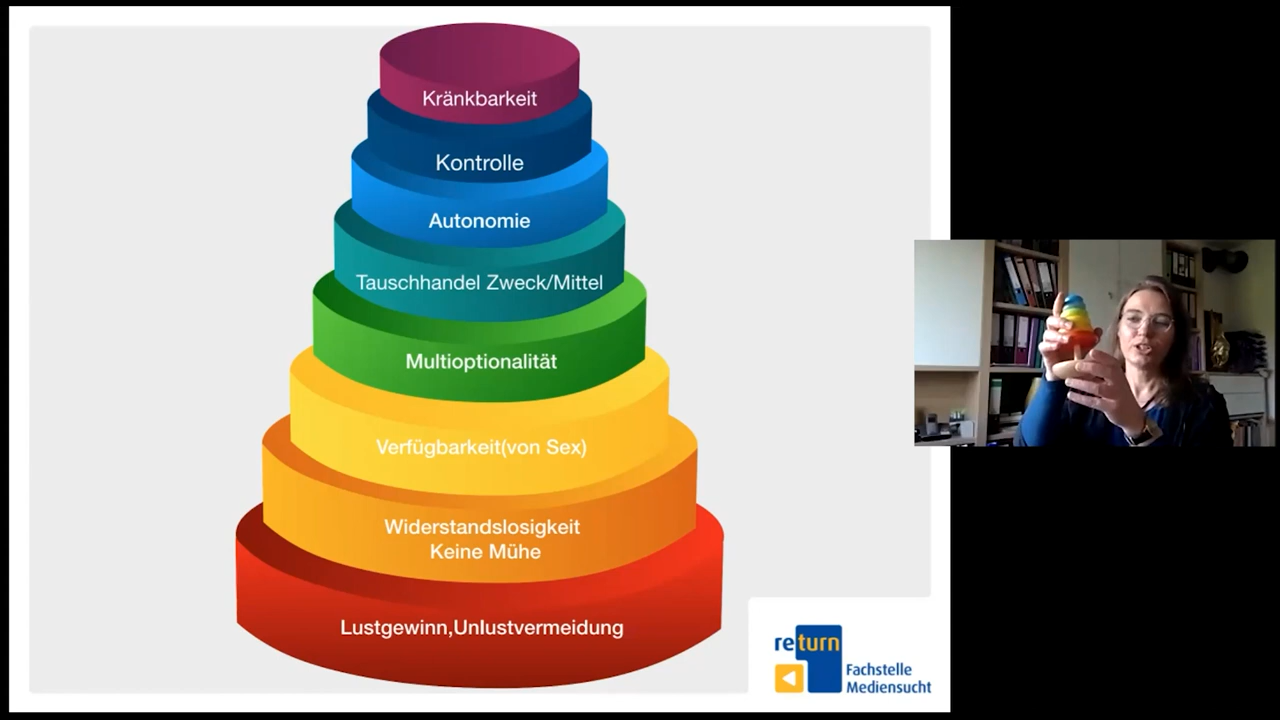 Kränkbarkeit
Kontrolle
Autonomie
Tauschhandel Zweck/Mittel
Multioptionalität
Verfügbarkeit(von Sex)
Widerstandslosigkeit
Keine Mühe
Lustgewinn,Unlustvermeidung
return
Fachstelle
Mediensucht